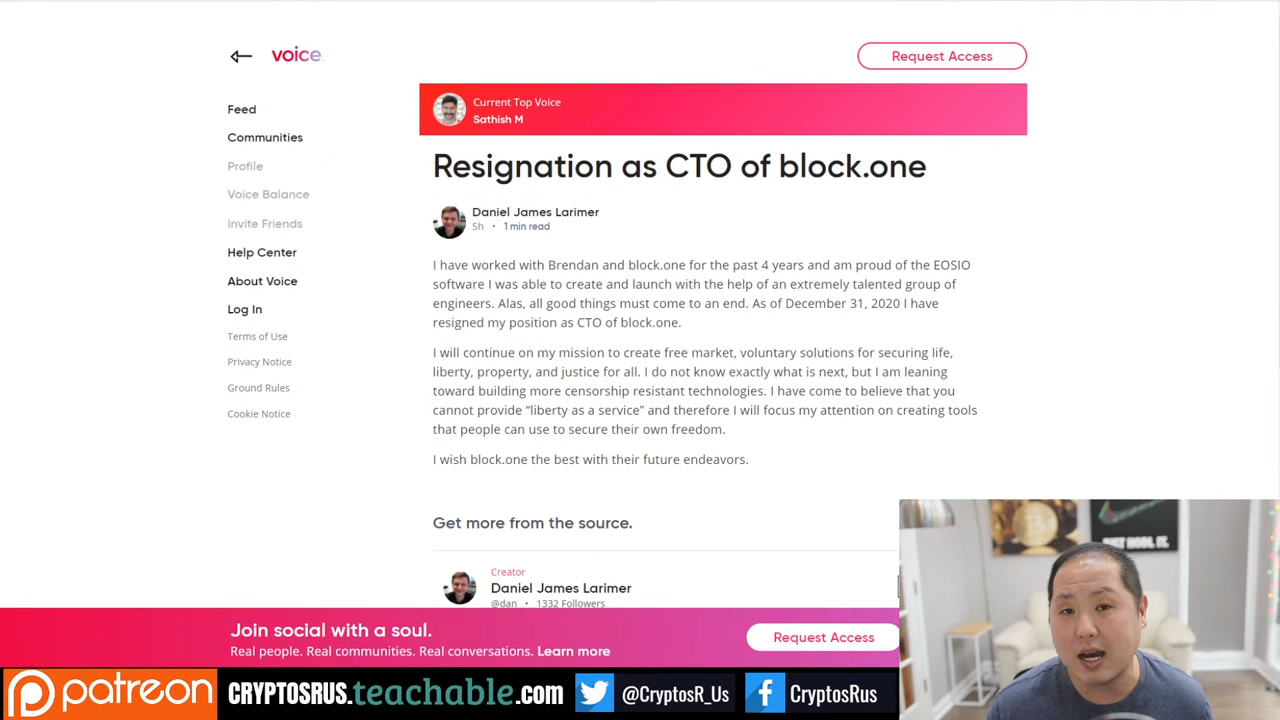 voice
Request Access
Feed
Communities
Profile
Voice Balance
Invite Friends
Help Center
About Voice
Log In
Terms of Use
Privacy Notice
Ground Rules
Cookie Notice
Current Top Voice
Sathish M
Resignation as CTO of block.one
Daniel James Larimer
5h • 1 min read
I have worked with Brendan and block.one for the past 4 years and am proud of the EOSIO
software I was able to create and launch with the help of an extremely talented group of
engineers. Alas, all good things must come to an end. As of December 31, 2020 I have
resigned my position as CTO of block.one.
I will continue on my mission to create free market, voluntary solutions for securing life,
liberty, property, and justice for all. I do not know exactly what is next, but I am leaning
toward building more censorship resistant technologies. I have come to believe that you
cannot provide “liberty as a service” and therefore I will focus my attention on creating tools
that people can use to secure their own freedom.
I wish block.one the best with their future endeavors.
Get more from the source.
Creator
Daniel James Larimer
@dan • 1332 Followers
JUST HODL IT.
Join social with a soul.
Real people. Real communities. Real conversations. Learn more
Request Access
patreon
CRYPTOSRUS.teachable.com
@CryptosR_Us
CryptosRus